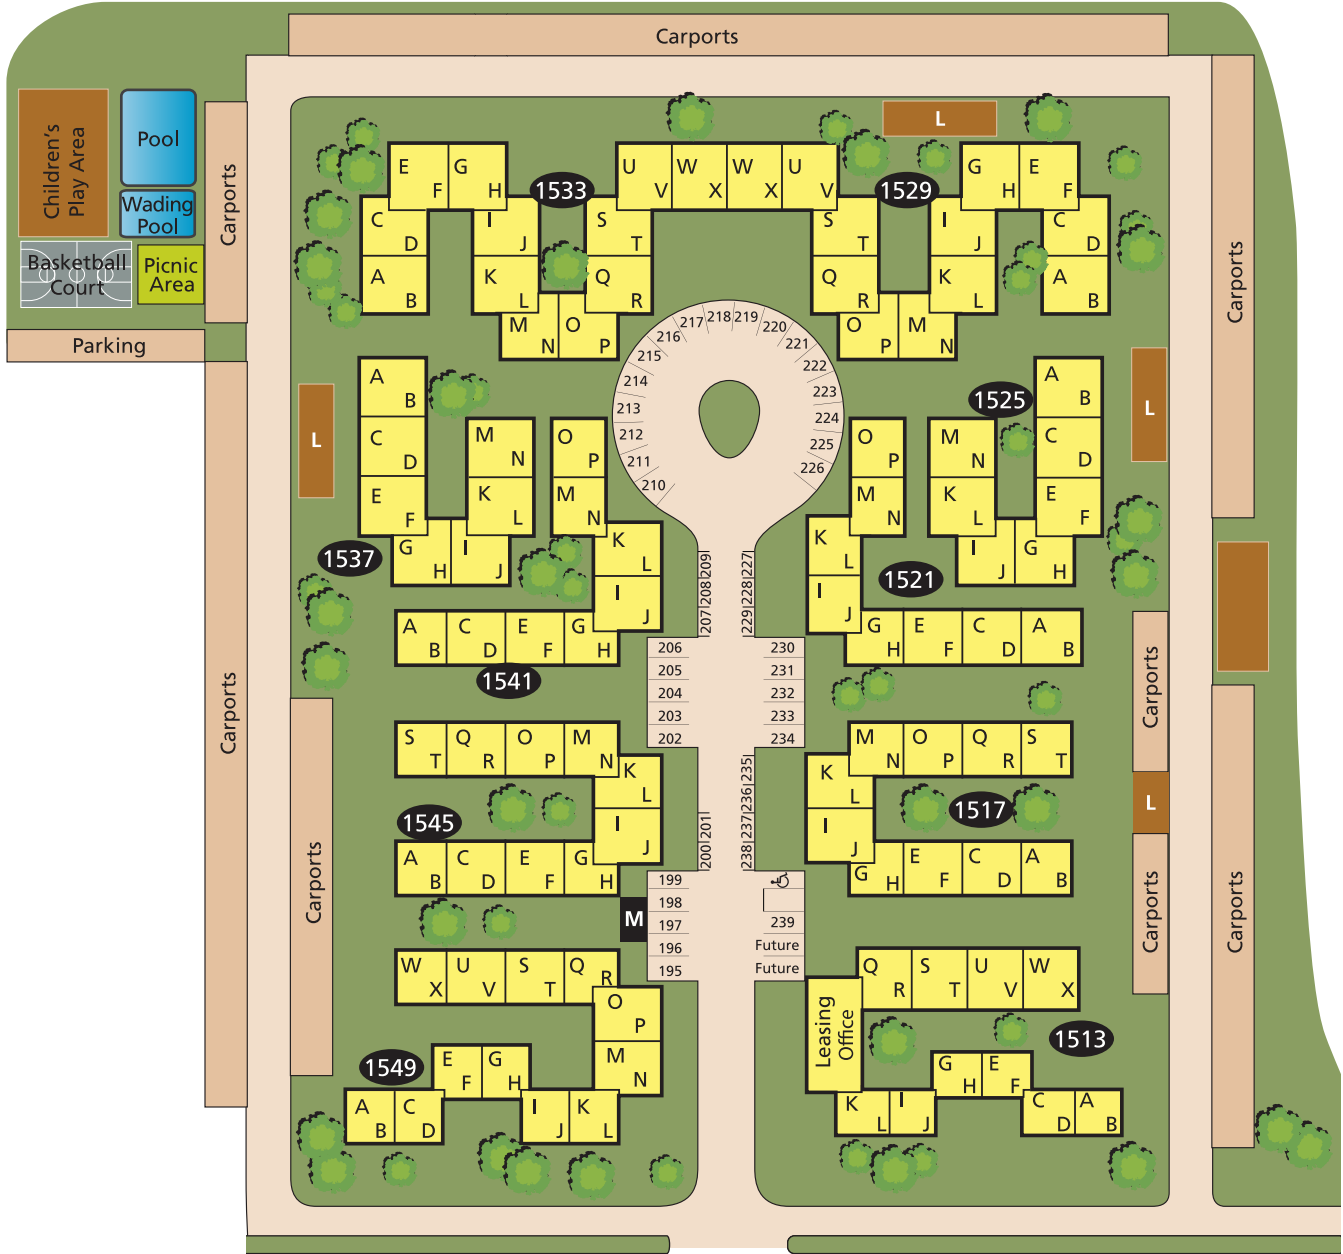 Carports
Children's
Play Area
Pool
Wading
Pool
Basketball
Court
Picnic
Area
Carports
Parking
Carports
Carports
L
E F G H
C D
A B
I J
K L
M N O P
1533
S T
Q R
U V W X W X U V
S T
Q R
1529
G H E F
I J
K L
O P M N
C D
A B
L
A B
C D
E F
G H I J
M N
K L
1537
O P
M N
K L
I J
A B C D E F G H
1541
210
211
212
213
214
215
216
217
218
219
220
221
222
223
224
225
226
O P
M N
K L
I J
G H E F C D A B
1521
M N
K L
I J G H
1525
A B
C D
E F
L
209
208
207
206
205
204
203
202
201
200
199
198
197
196
195
227
228
229
230
231
232
233
234
235
236
237
238
239
Future
Future
S T Q R O P M N
K L
I J
1545
A B C D E F G H
M
Carports
M N O P Q R S T
K L
I J
1517
G H E F C D A B
Carports
L
Carports
Carports
W X U V S T Q R
O P
M N
1549
E F G H
A B C D
I J K L
Q R S T U V W X
Leasing
Office
1513
G H E F
K L I J
C D A B